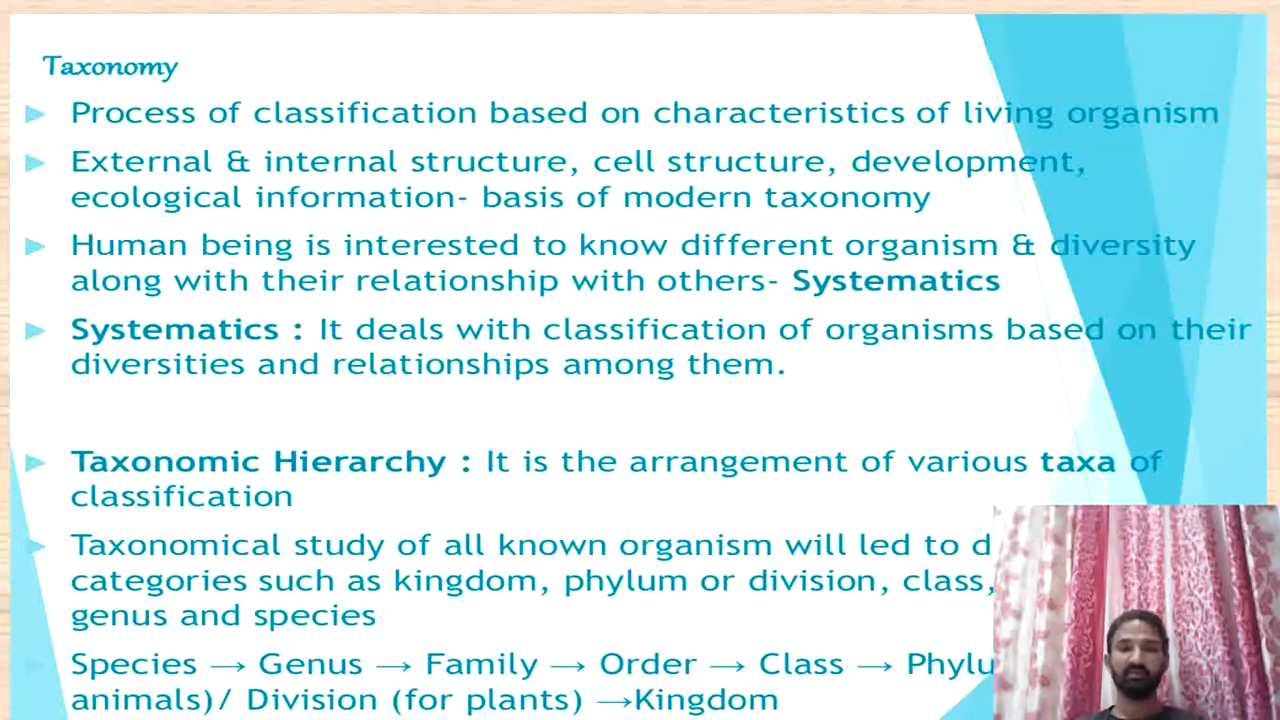 Taxonomy
Process of classification based on characteristics of living organism
External & internal structure, cell structure, development,
ecological information- basis of modern taxonomy
Human being is interested to know different organism & diversity
along with their relationship with others- Systematics
Systematics : It deals with classification of organisms based on their
diversities and relationships among them.
Taxonomic Hierarchy : It is the arrangement of various taxa of
classification
Taxonomical study of all known organism will led to d
categories such as kingdom, phylum or division, class,
genus and species
Species → Genus → Family → Order → Class → Phylu
animals)/ Division (for plants) →Kingdom